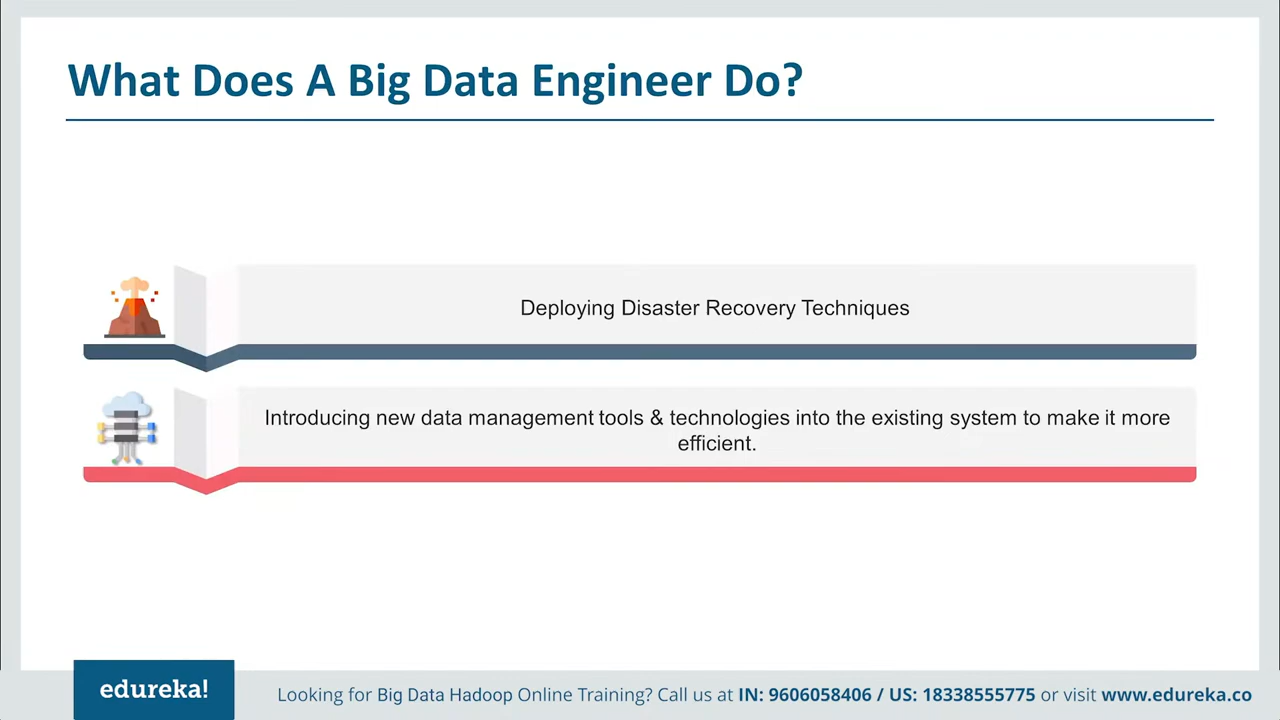 What Does A Big Data Engineer Do?
Deploying Disaster Recovery Techniques
Introducing new data management tools & technologies into the existing system to make it more
efficient.
edureka!
Looking for Big Data Hadoop Online Training? Call us at IN: 9606058406 / US: 18338555775 or visit www.edureka.co